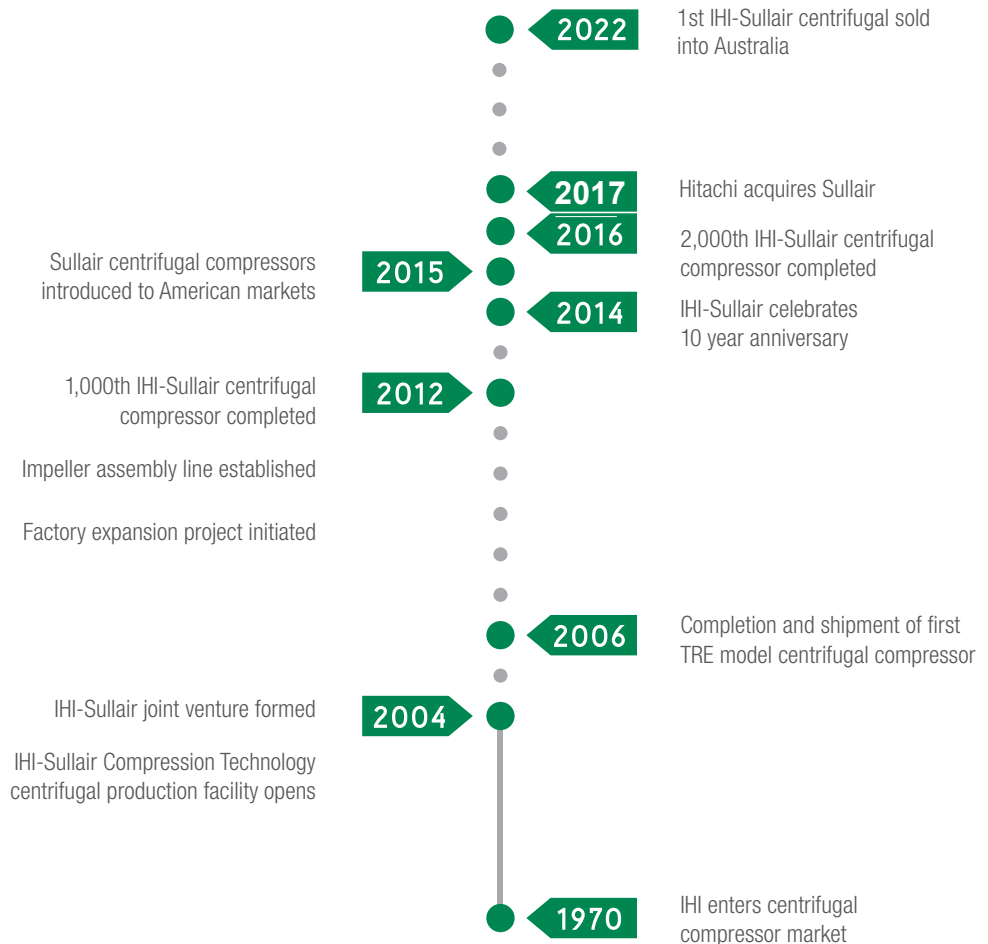 2022
1st IHI-Sullair centrifugal sold
into Australia
2017
Hitachi acquires Sullair
2016
2,000th IHI-Sullair centrifugal
compressor completed
Sullair centrifugal compressors
introduced to American markets
2015
2014
IHI-Sullair celebrates
10 year anniversary
1,000th IHI-Sullair centrifugal
compressor completed
2012
Impeller assembly line established
Factory expansion project initiated
2006
Completion and shipment of first
TRE model centrifugal compressor
IHI-Sullair joint venture formed
2004
IHI-Sullair Compression Technology
centrifugal production facility opens
1970
IHI enters centrifugal
compressor market